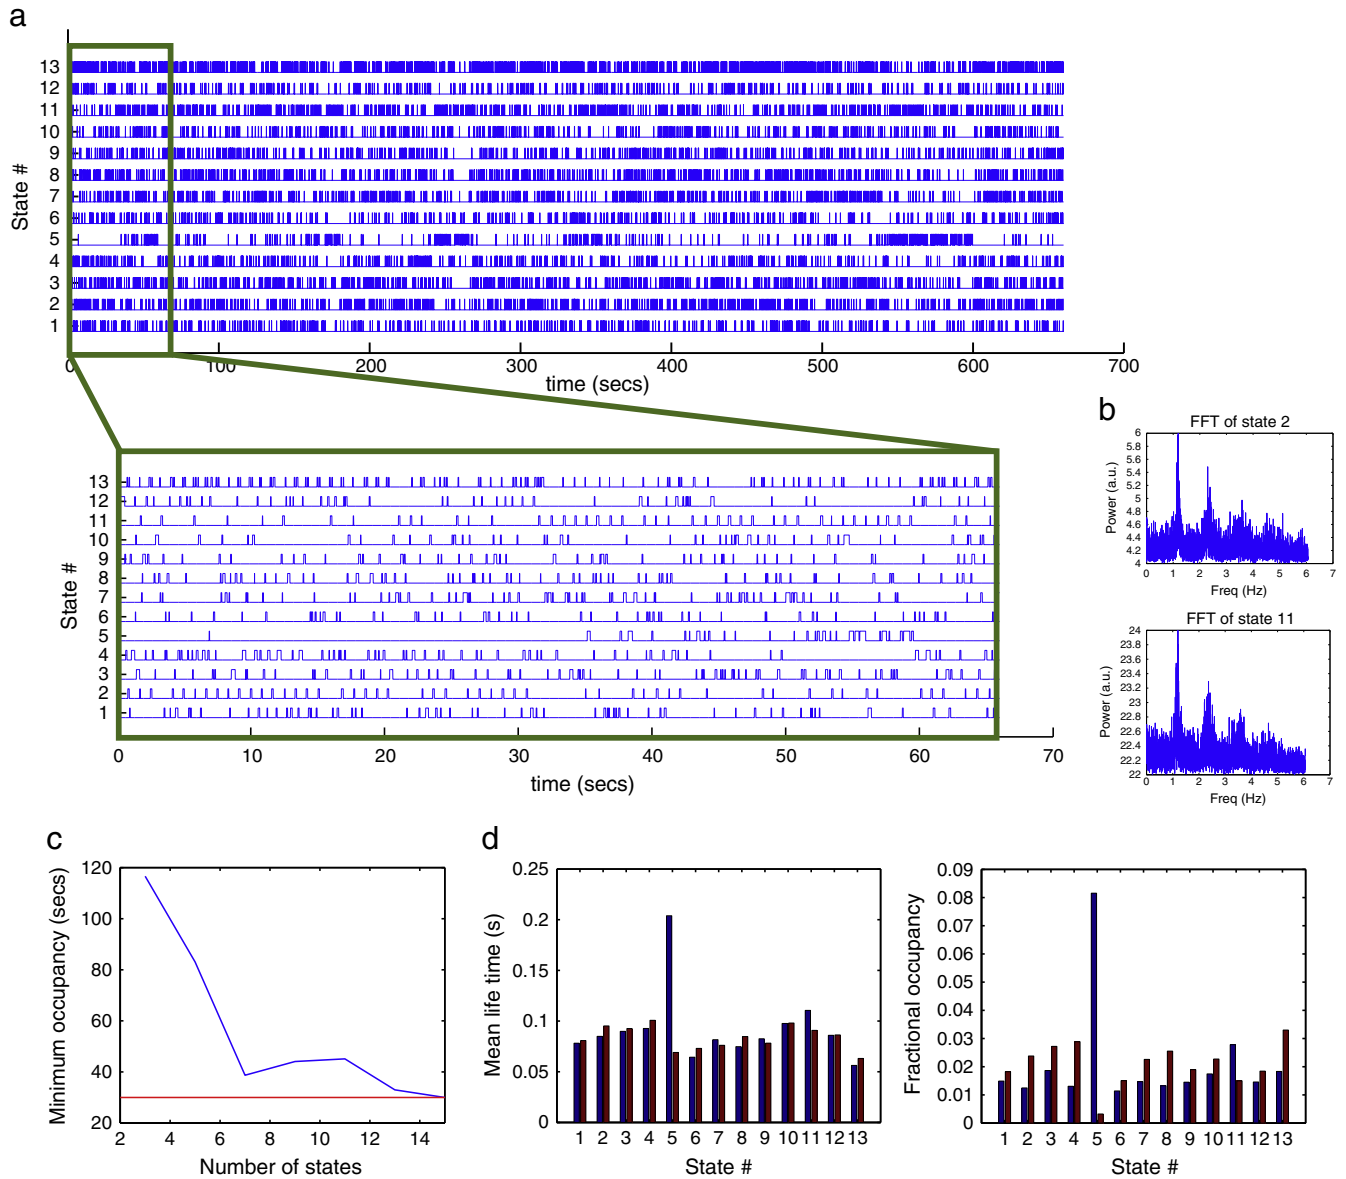 a
State #
13
12
11
10
9
8
7
6
5
4
3
2
1
0 100 200 300 400 500 600 700
time (secs)
State #
13
12
11
10
9
8
7
6
5
4
3
2
1
0 10 20 30 40 50 60 70
time (secs)
b
FFT of state 2
Power (a.u.)
6
5.8
5.6
5.4
5.2
5
4.8
4.6
4.4
4.2
4
0 1 2 3 4 5 6 7
Freq (Hz)
FFT of state 11
Power (a.u.)
24
23.8
23.6
23.4
23.2
23
22.8
22.6
22.4
22.2
22
0 1 2 3 4 5 6 7
Freq (Hz)
c
Minimum occupancy (secs)
120
100
80
60
40
20
2 4 6 8 10 12 14
Number of states
d
Mean life time (s)
0.25
0.2
0.15
0.1
0.05
0
1 2 3 4 5 6 7 8 9 10 11 12 13
State #
Fractional occupancy
0.09
0.08
0.07
0.06
0.05
0.04
0.03
0.02
0.01
0
1 2 3 4 5 6 7 8 9 10 11 12 13
State #